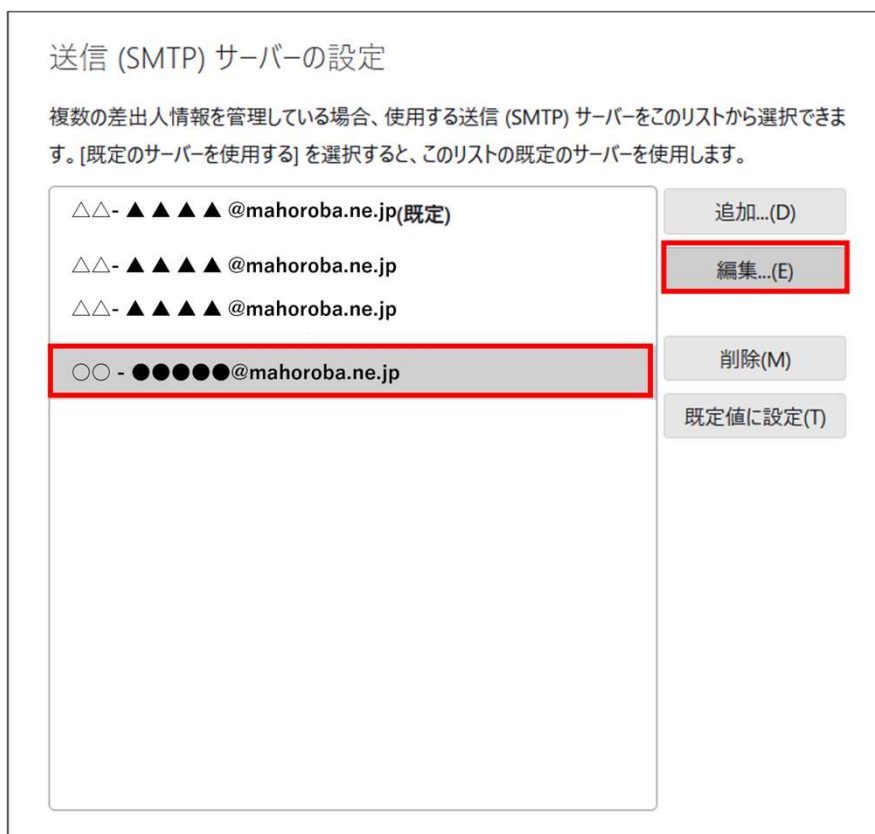 送信 (SMTP) サーバーの設定
複数の差出人情報を管理している場合、使用する送信 (SMTP) サーバーをこのリストから選択できま
す。[既定のサーバーを使用する] を選択すると、このリストの既定のサーバーを使用します。
△△- ▲ ▲ ▲ ▲ @mahoroba.ne.jp(既定)
追加...(D)
△△- ▲ ▲ ▲ ▲ @mahoroba.ne.jp
編集...(E)
△△- ▲ ▲ ▲ ▲ @mahoroba.ne.jp
○○ - ●●●●●@mahoroba.ne.jp
削除(M)
既定値に設定(T)